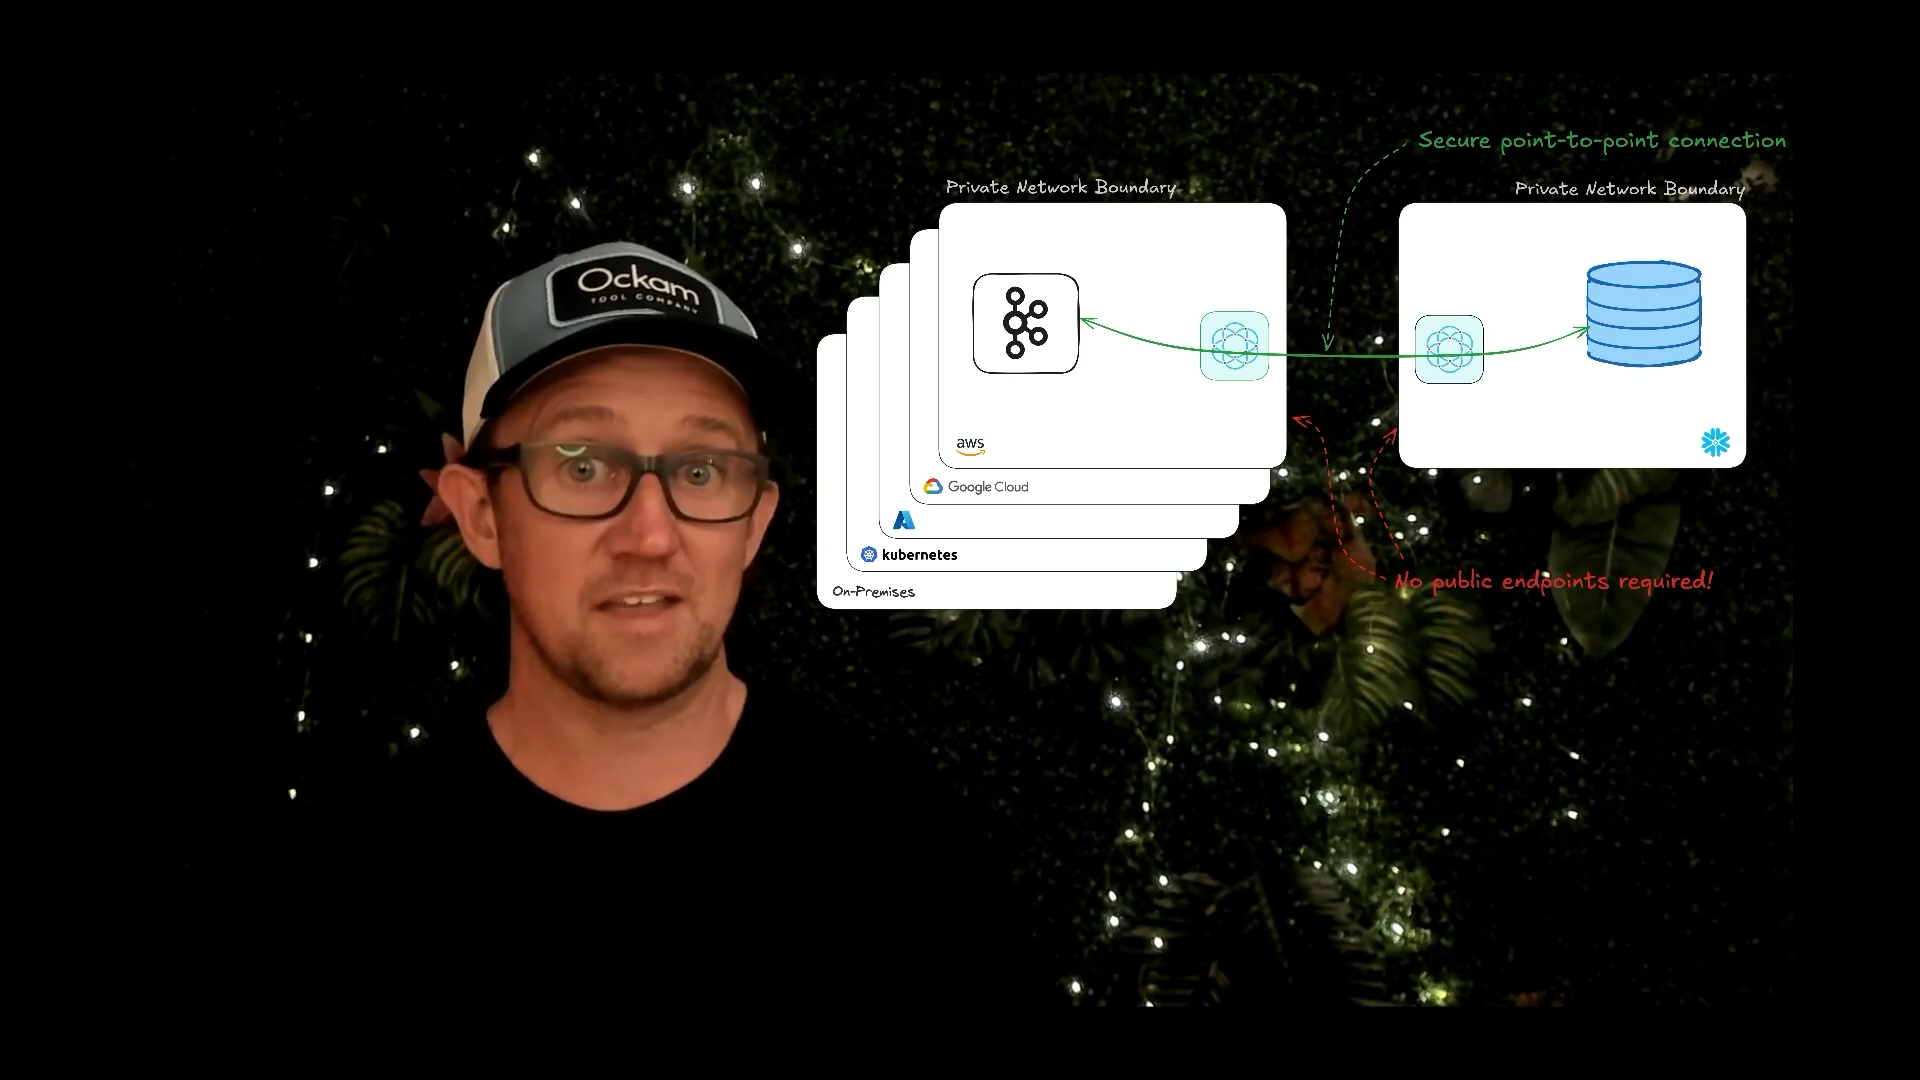 Ockam
TOOL COMPANY
Secure point-to-point connection
Private Network Boundary
Private Network Boundary
aws
Google Cloud
kubernetes
On-Premises
No public endpoints required!